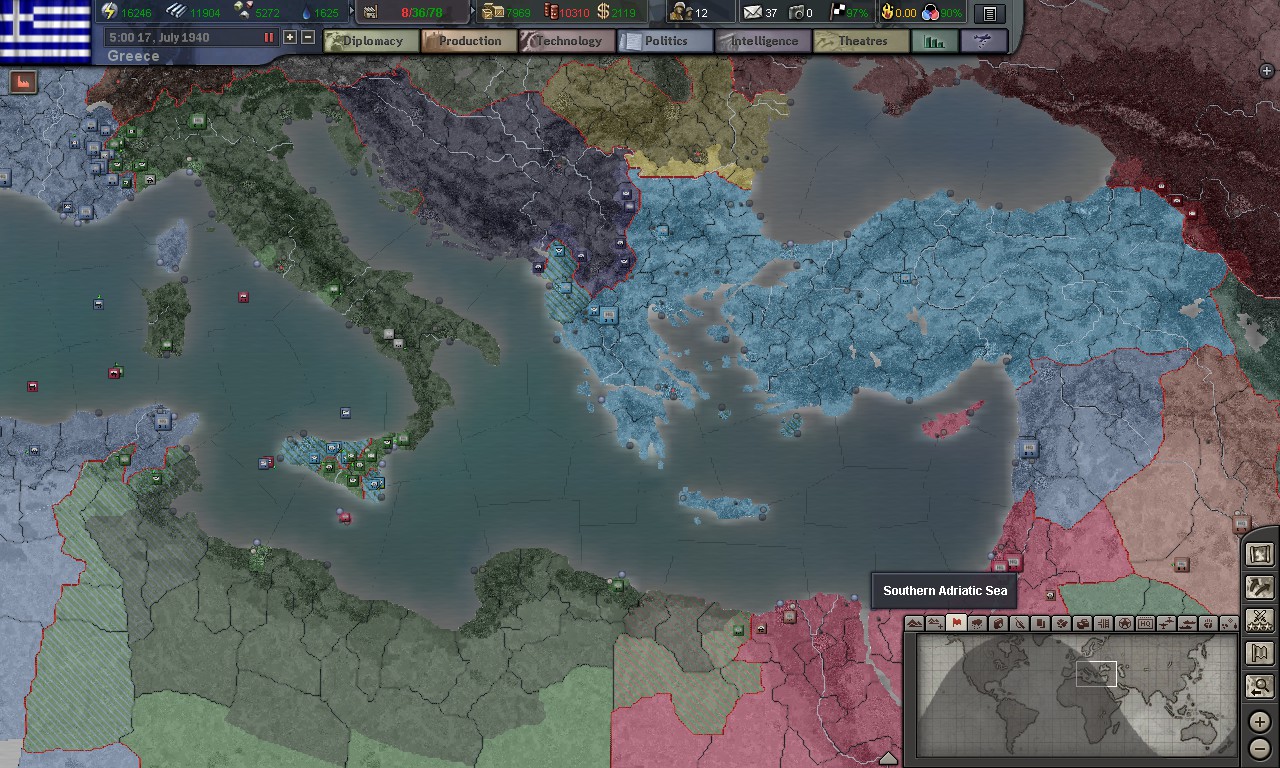 16246 11904 5272 1625 8/36/78 7969 10310 $2119 12 37 0 97% 0.00 90%
5:00 17, July 1940
Diplomacy Production Technology Politics Intelligence Theatres
Greece
Southern Adriatic Sea